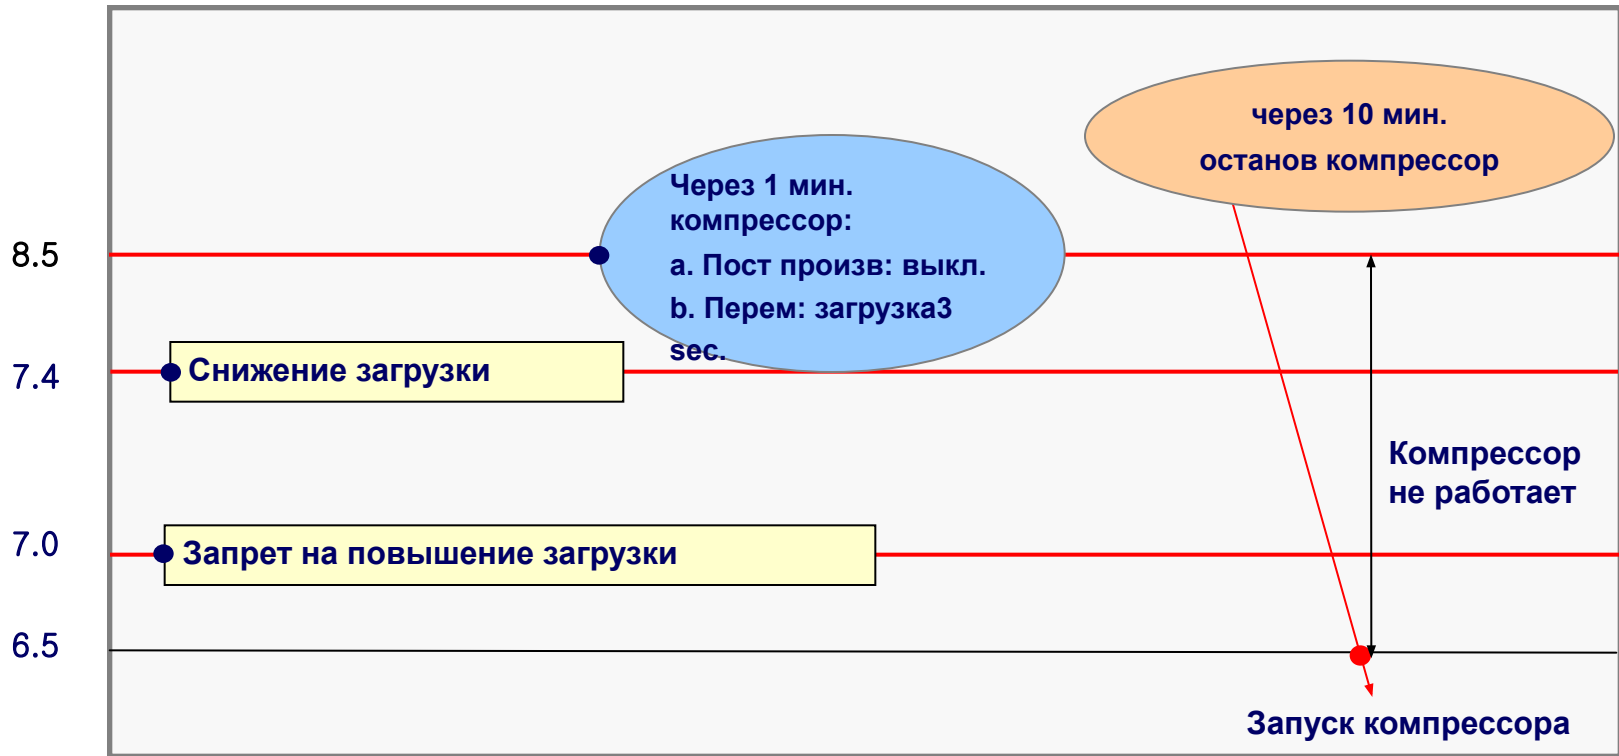 через 10 мин.
останов компрессор
Через 1 мин.
компрессор:
a. Пост произв: выкл.
b. Перем: загрузка3
sec.
8.5
Снижение загрузки
7.4
Компрессор
не работает
7.0
Запрет на повышение загрузки
6.5
Запуск компрессора